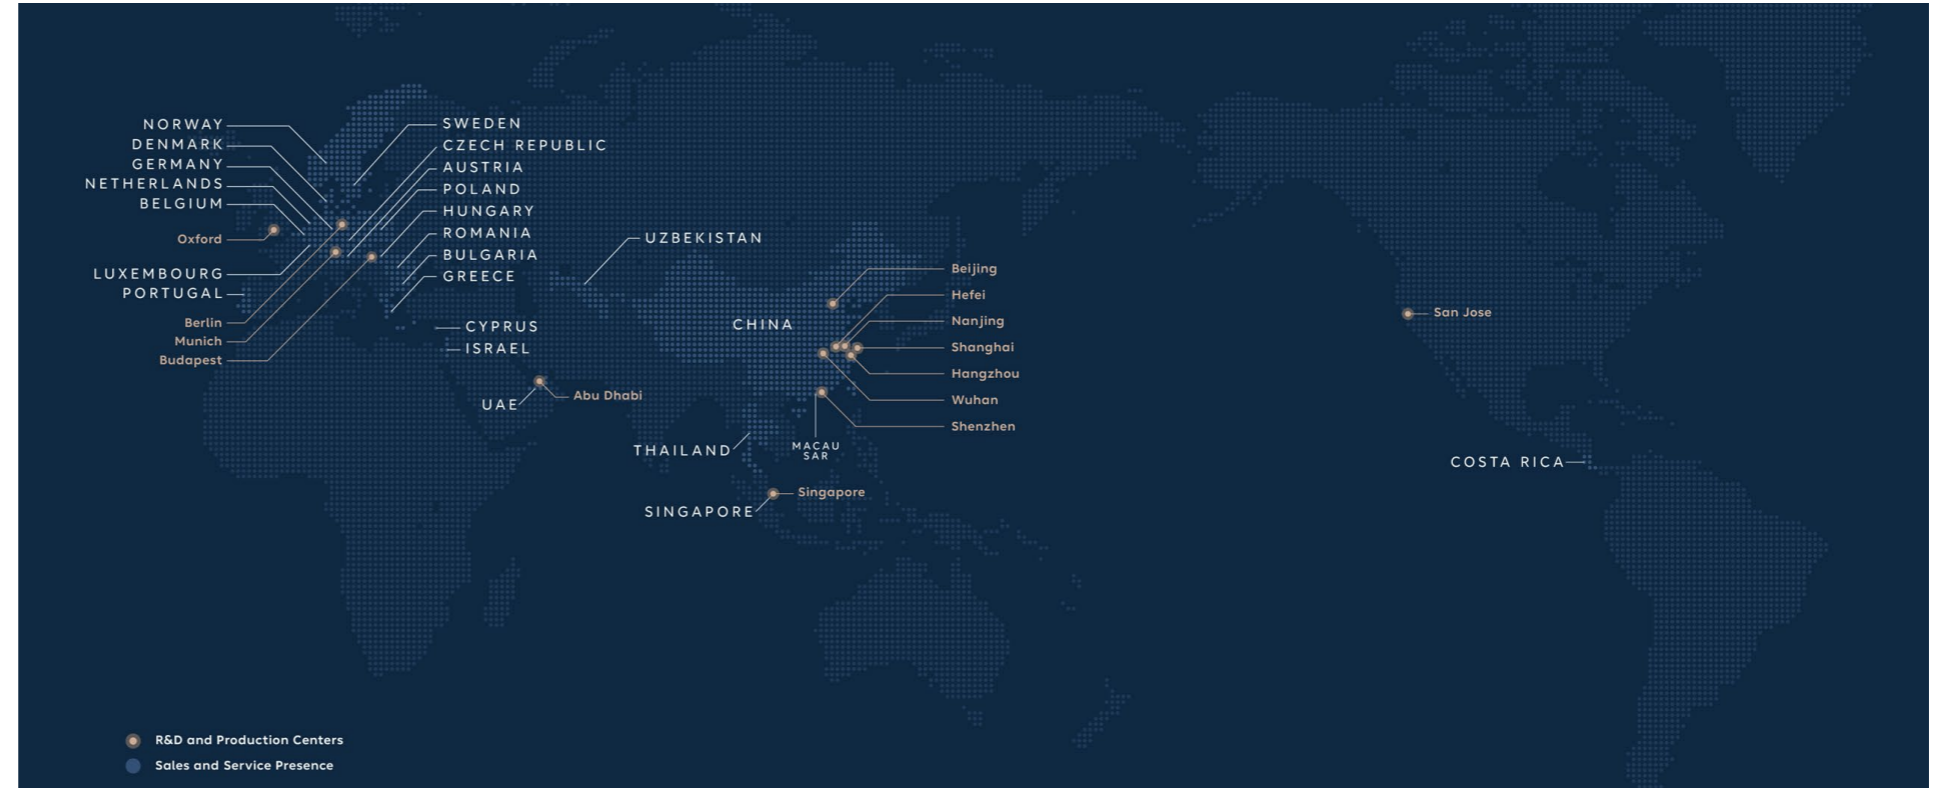 NORWAY
DENMARK
GERMANY
NETHERLANDS
BELGIUM
Oxford
LUXEMBOURG
PORTUGAL
Berlin
Munich
Budapest
SWEDEN
CZECH REPUBLIC
AUSTRIA
POLAND
HUNGARY
ROMANIA
BULGARIA
GREECE
CYPRUS
ISRAEL
UAE
Abu Dhabi
UZBEKISTAN
CHINA
Beijing
Hefei
Nanjing
Shanghai
Hangzhou
Wuhan
Shenzhen
THAILAND
MACAU
SAR
Singapore
SINGAPORE
San Jose
COSTA RICA
R&D and Production Centers
Sales and Service Presence